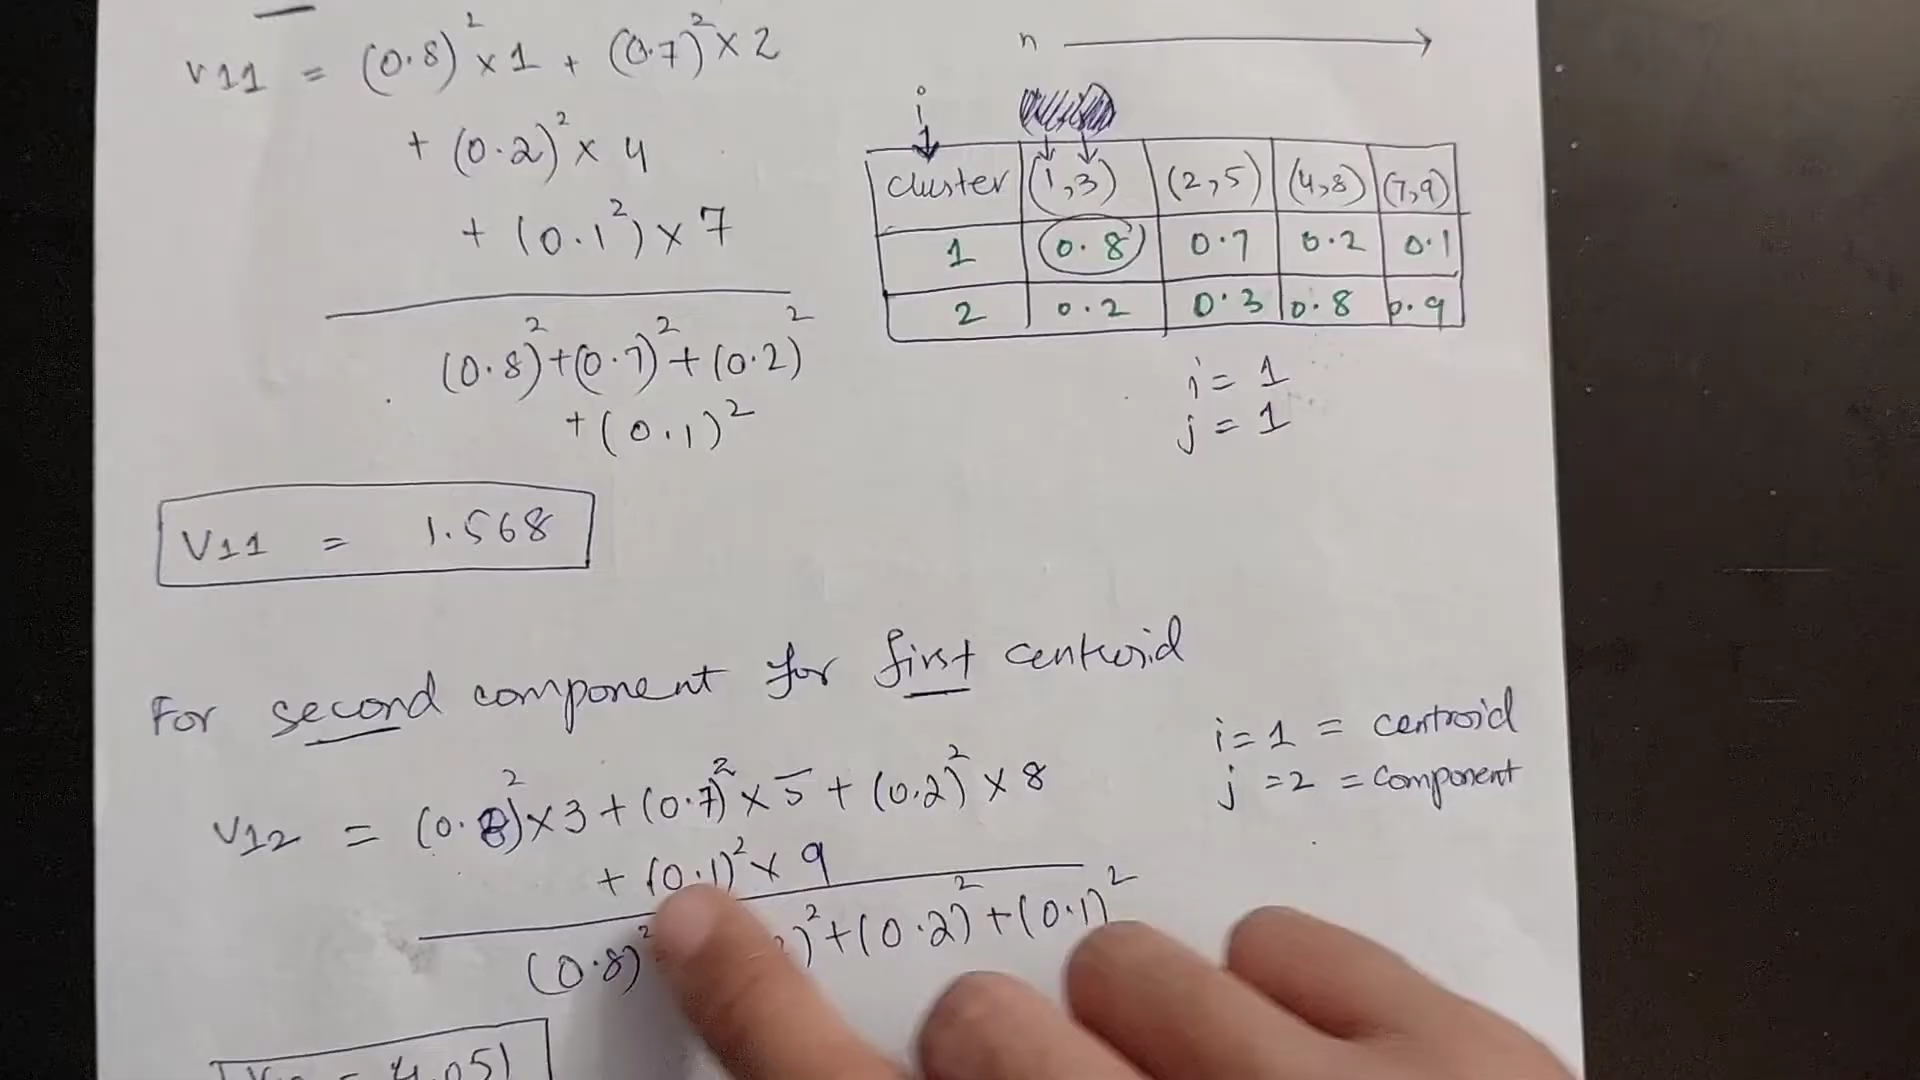 v11 = (0.8)² × 1 + (0.7)² × 2
+ (0.2)² × 4
+ (0.1²) × 7
(0.8)² + (0.7)² + (0.2)²
+ (0.1)²
n
i
cluster (1,3) (2,5) (4,8) (7,9)
1 0.8 0.7 0.2 0.1
2 0.2 0.3 0.8 0.9
i = 1
j = 1
V11 = 1.568
For second component for first centroid
i = 1 = centroid
j = 2 = component
V12 = (0.8)² × 3 + (0.7)² × 5 + (0.2)² × 8
+ (0.1)² × 9
(0.8)² )² + (0.2)² + (0.1)²
= 4.051